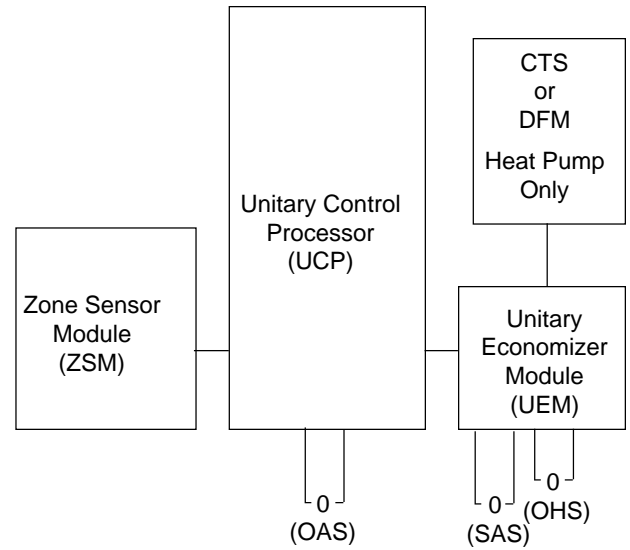 CTS
or
DFM
Heat Pump
Only
Unitary Control
Processor
(UCP)
Zone Sensor
Module
(ZSM)
Unitary
Economizer
Module
(UEM)
0
(OAS)
0
(SAS)
0
(OHS)